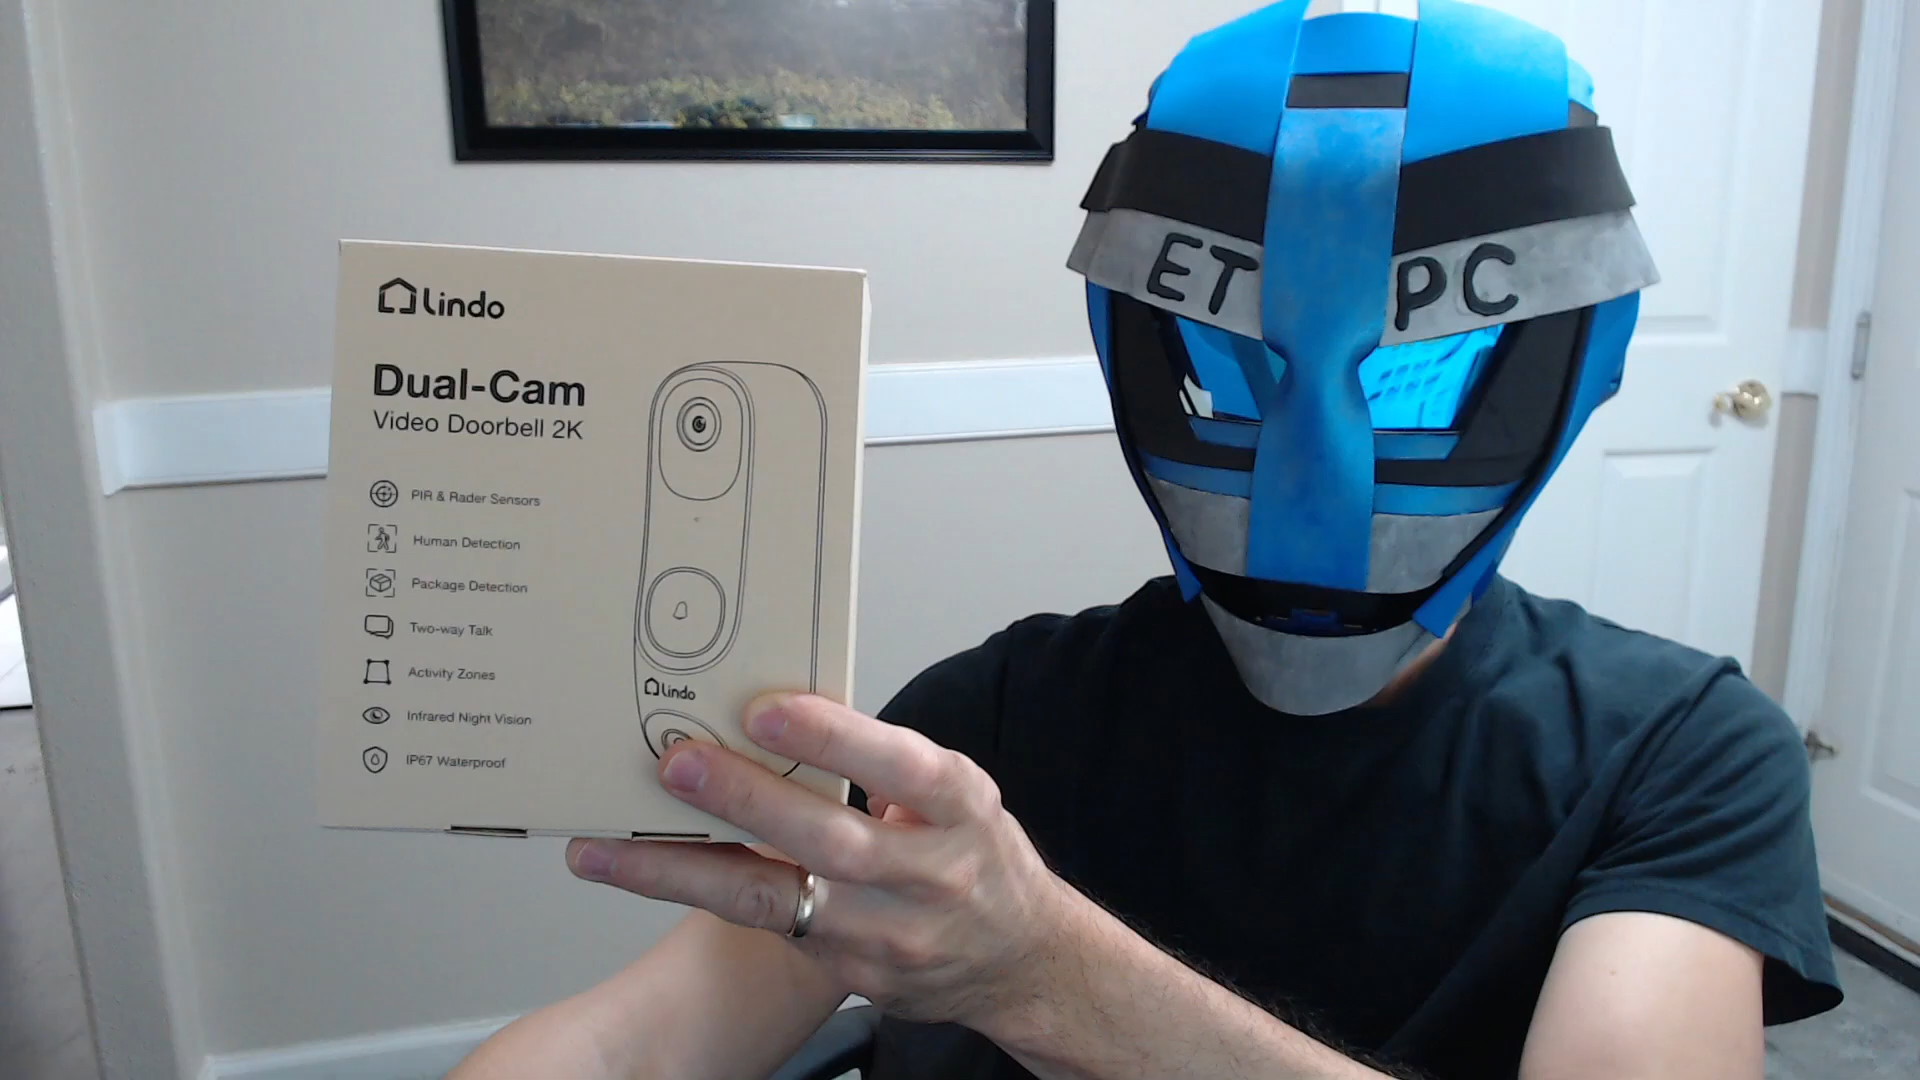 Lindo
Dual-Cam
Video Doorbell 2K
PIR & Rader Sensors
Human Detection
Package Detection
Two-way Talk
Activity Zones
Infrared Night Vision
IP67 Waterproof
Lindo
ET PC